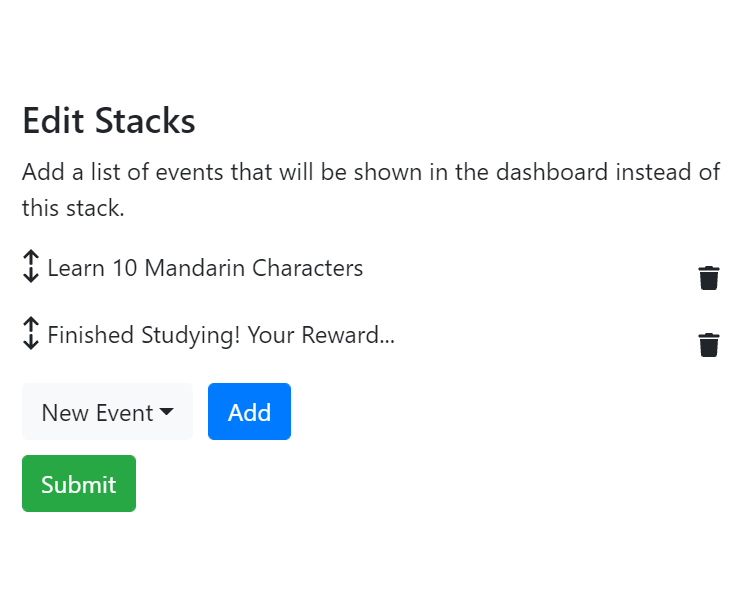 Edit Stacks
Add a list of events that will be shown in the dashboard instead of
this stack.
Learn 10 Mandarin Characters
Finished Studying! Your Reward...
New Event Add
Submit